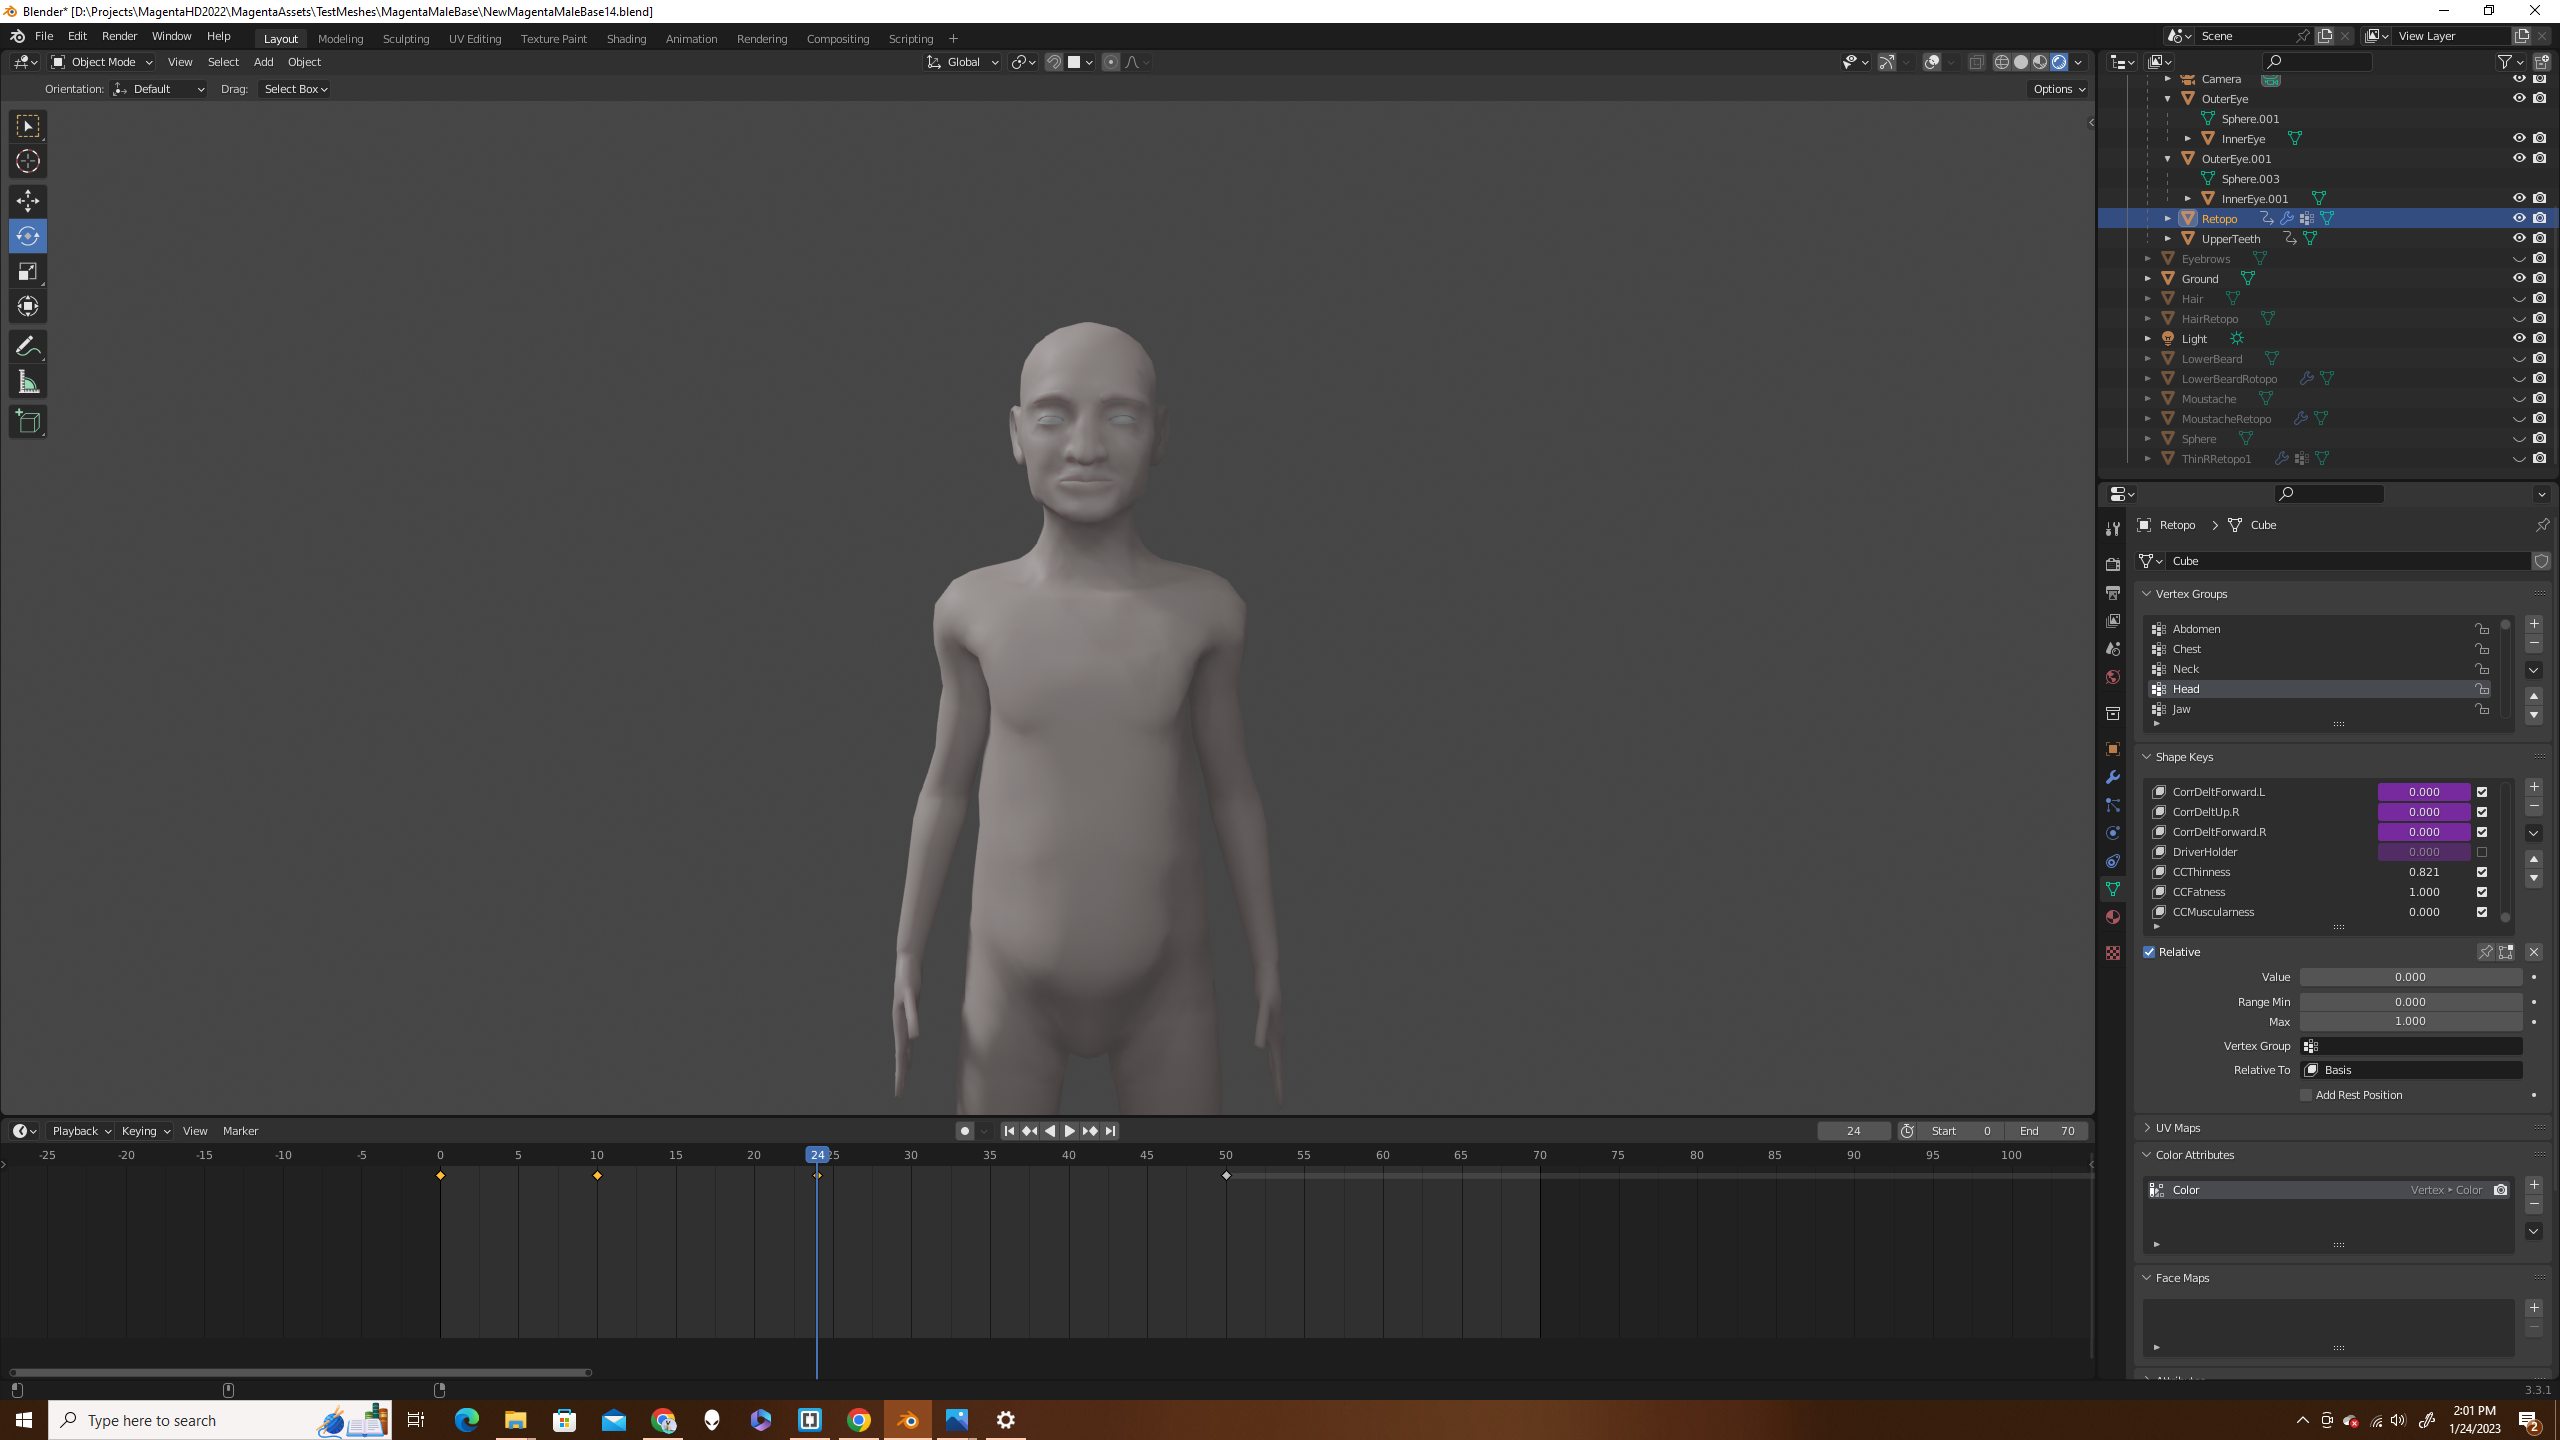 Blender* [D:\Projects\MagentaHD2022\MagentaAssets\TestMeshes\MagentaMaleBase\NewMagentaMaleBase14.blend]
File Edit Render Window Help Layout Modeling Sculpting UV Editing Texture Paint Shading Animation Rendering Compositing Scripting + Scene View Layer
Object Mode View Select Add Object Global
Orientation: Default Drag: Select Box Options
Camera
OuterEye
Sphere.001
InnerEye
OuterEye.001
Sphere.003
InnerEye.001
Retopo
UpperTeeth
Eyebrows
Ground
Hair
HairRetopo
Light
LowerBeard
LowerBeardRotopo
Moustache
MoustacheRetopo
Sphere
ThinRRetopo1
Retopo > Cube
Cube
Vertex Groups
Abdomen
Chest
Neck
Head
Jaw
Shape Keys
CorrDeltForward.L 0.000
CorrDeltUp.R 0.000
CorrDeltForward.R 0.000
DriverHolder 0.000
CCThinness 0.821
CCFatness 1.000
CCMuscularness 0.000
Relative
Value 0.000
Range Min 0.000
Max 1.000
Vertex Group
Relative To Basis
Add Rest Position
UV Maps
Color Attributes
Color Vertex ▸ Color
Face Maps
Playback Keying View Marker 24 Start 0 End 70
-25 -20 -15 -10 -5 0 5 10 15 20 24 25 30 35 40 45 50 55 60 65 70 75 80 85 90 95 100
3.3.1
Type here to search
2:01 PM
1/24/2023
2